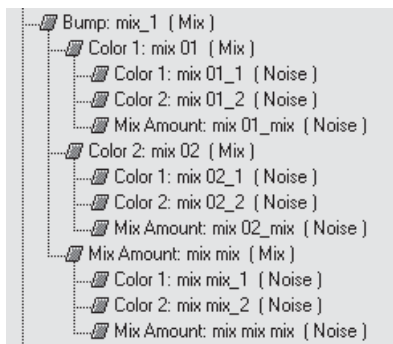 Bump: mix_1 ( Mix )
Color 1: mix 01 ( Mix )
Color 1: mix 01_1 ( Noise )
Color 2: mix 01_2 ( Noise )
Mix Amount: mix 01_mix ( Noise )
Color 2: mix 02 ( Mix )
Color 1: mix 02_1 ( Noise )
Color 2: mix 02_2 ( Noise )
Mix Amount: mix 02_mix ( Noise )
Mix Amount: mix mix ( Mix )
Color 1: mix mix_1 ( Noise )
Color 2: mix mix_2 ( Noise )
Mix Amount: mix mix mix ( Noise )